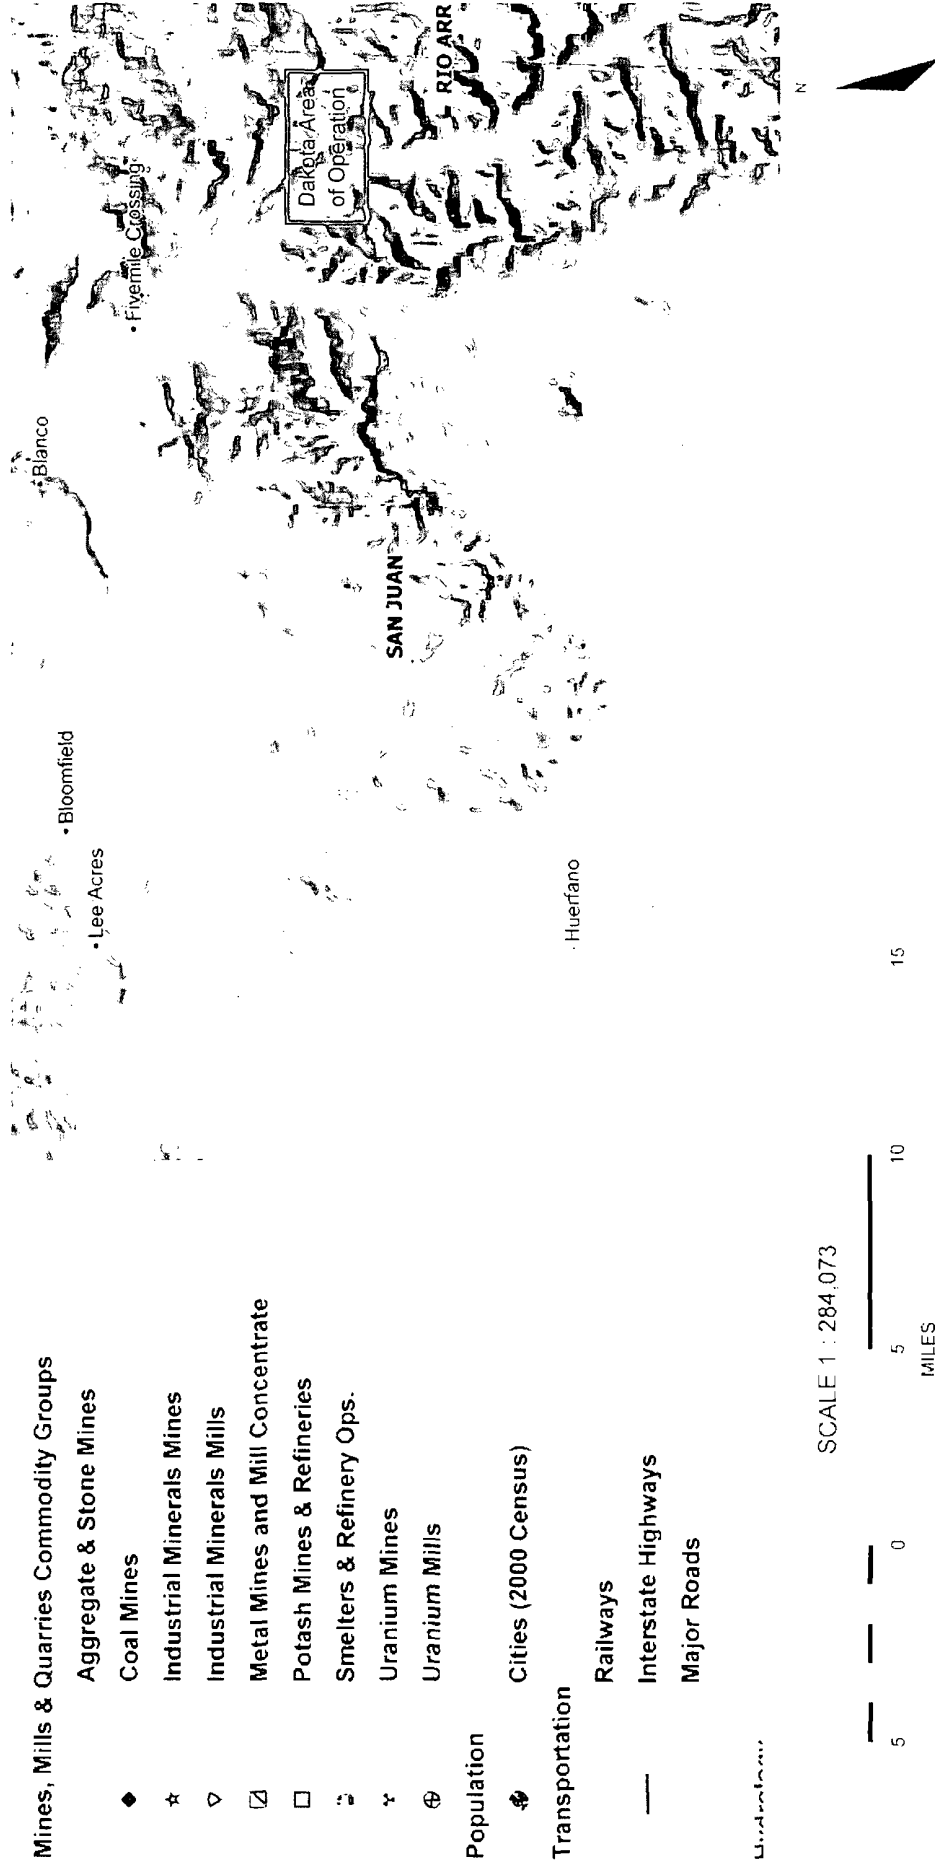 Mines, Mills & Quarries Commodity Groups
Aggregate & Stone Mines
Coal Mines
Industrial Minerals Mines
Industrial Minerals Mills
Metal Mines and Mill Concentrate
Potash Mines & Refineries
Smelters & Refinery Ops.
Uranium Mines
Uranium Mills
Population
Cities (2000 Census)
Transportation
Railways
Interstate Highways
Major Roads
Lee Acres
Bloomfield
Blanco
Fivemile Crossing
Dakota Area
of Operation
SAN JUAN
RIO ARR
Huerfano
N
SCALE 1 : 284,073
5 0 5 10 15
MILES